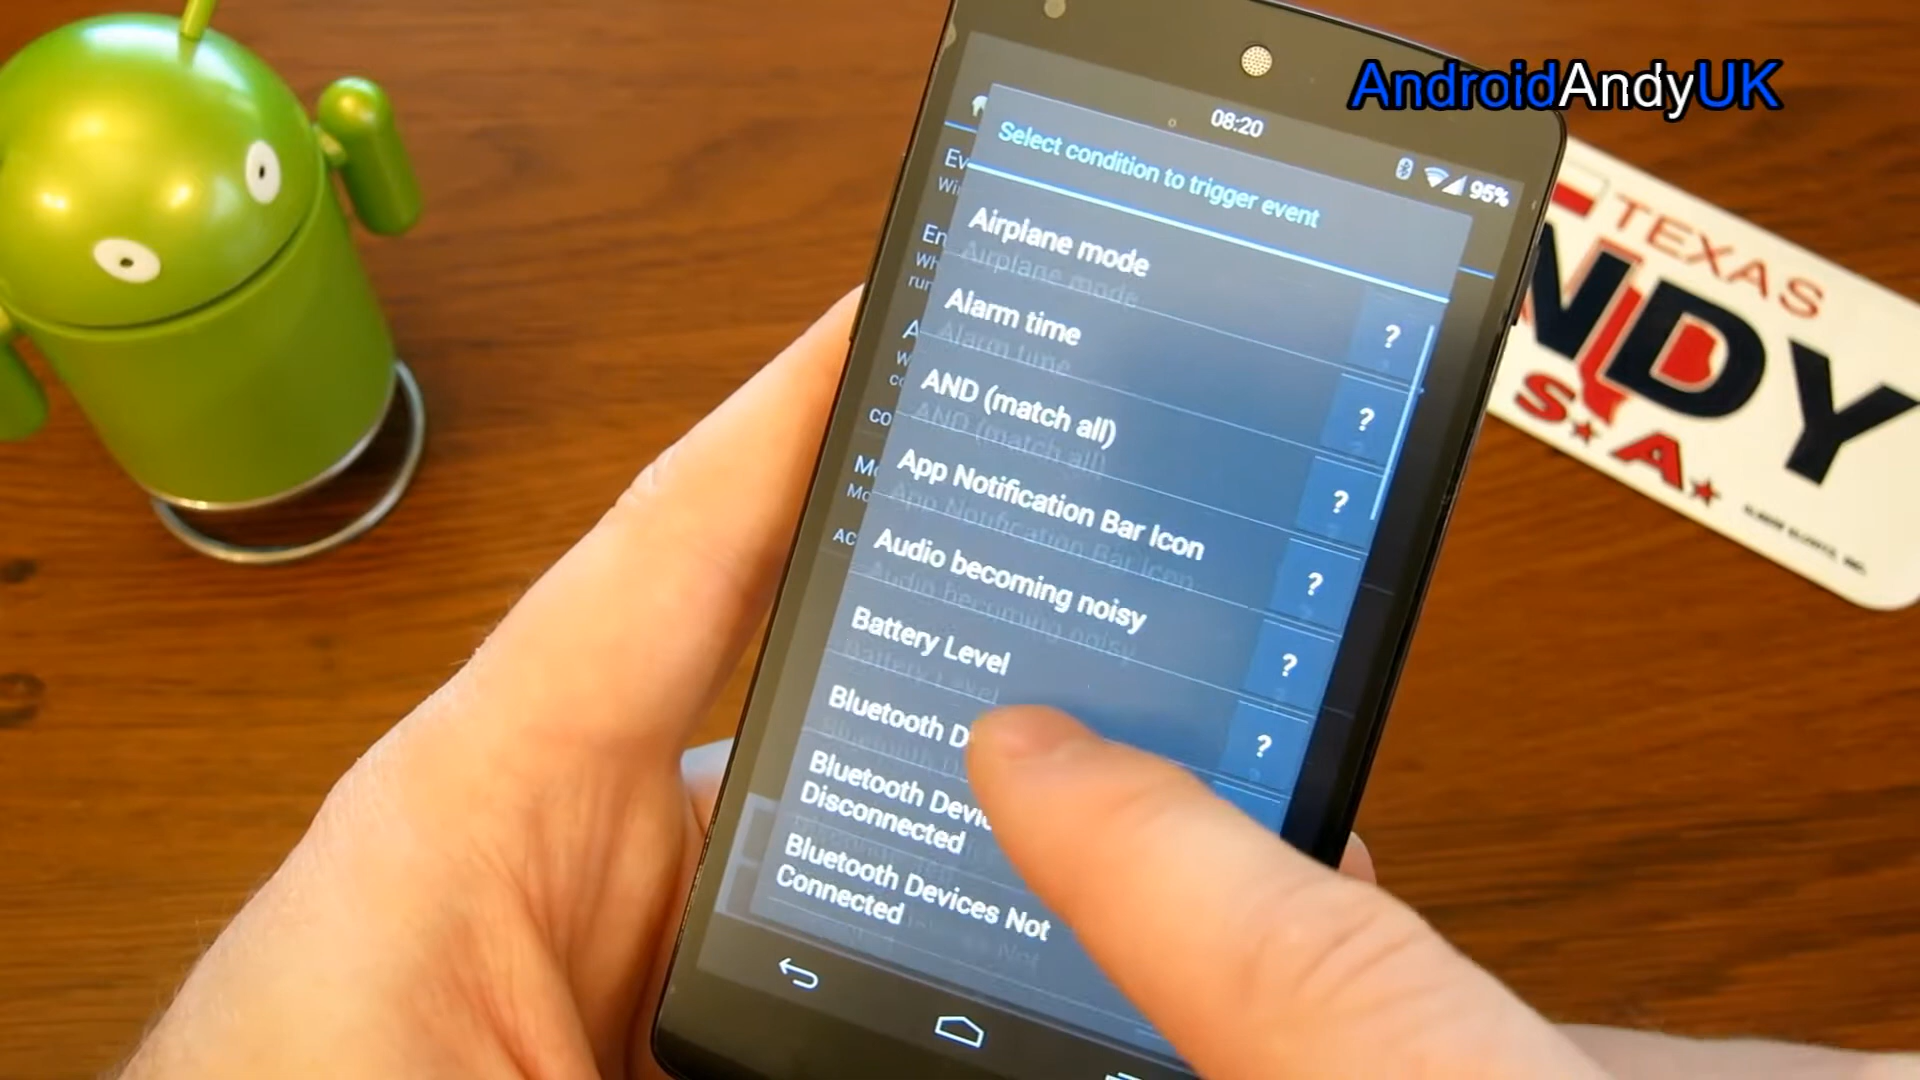 AndroidAndyUK
08:20
95%
Select condition to trigger event
Airplane mode
Alarm time
?
AND (match all)
?
App Notification Bar Icon
?
Audio becoming noisy
?
Battery Level
?
Bluetooth D
?
Bluetooth Devic
Disconnected
Bluetooth Devices Not
Connected
TEXAS
NDY
U.S.A.